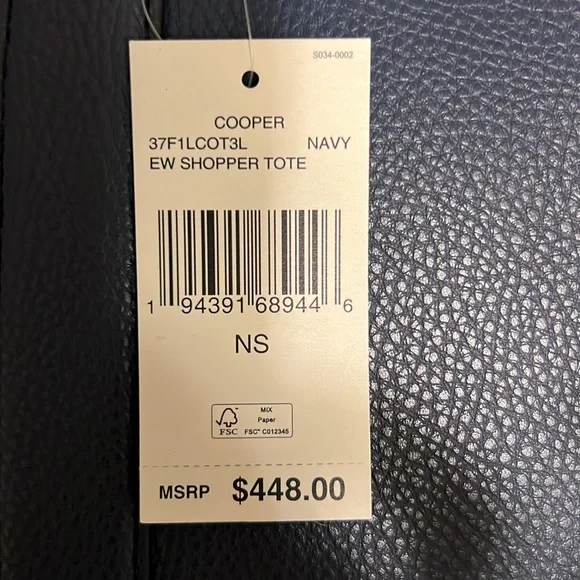 S034-0002
COOPER
37F1LCOT3L NAVY
EW SHOPPER TOTE
1 94391 68944 6
NS
FSC
MIX
Paper
FSC® C012345
MSRP $448.00